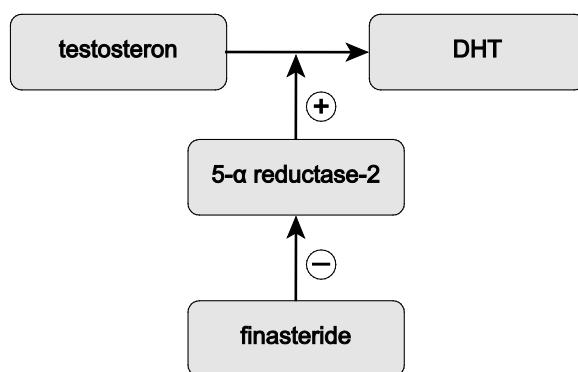 testosteron
DHT
+
5-α reductase-2
−
finasteride